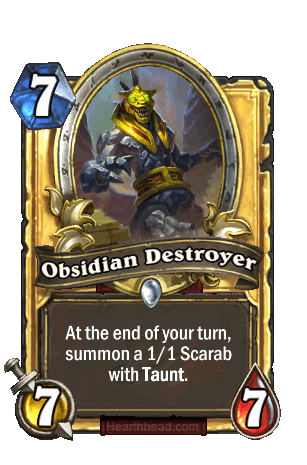 7
Obsidian Destroyer
At the end of your turn,
summon a 1/1 Scarab
with Taunt.
7
7
Hearthhead.com